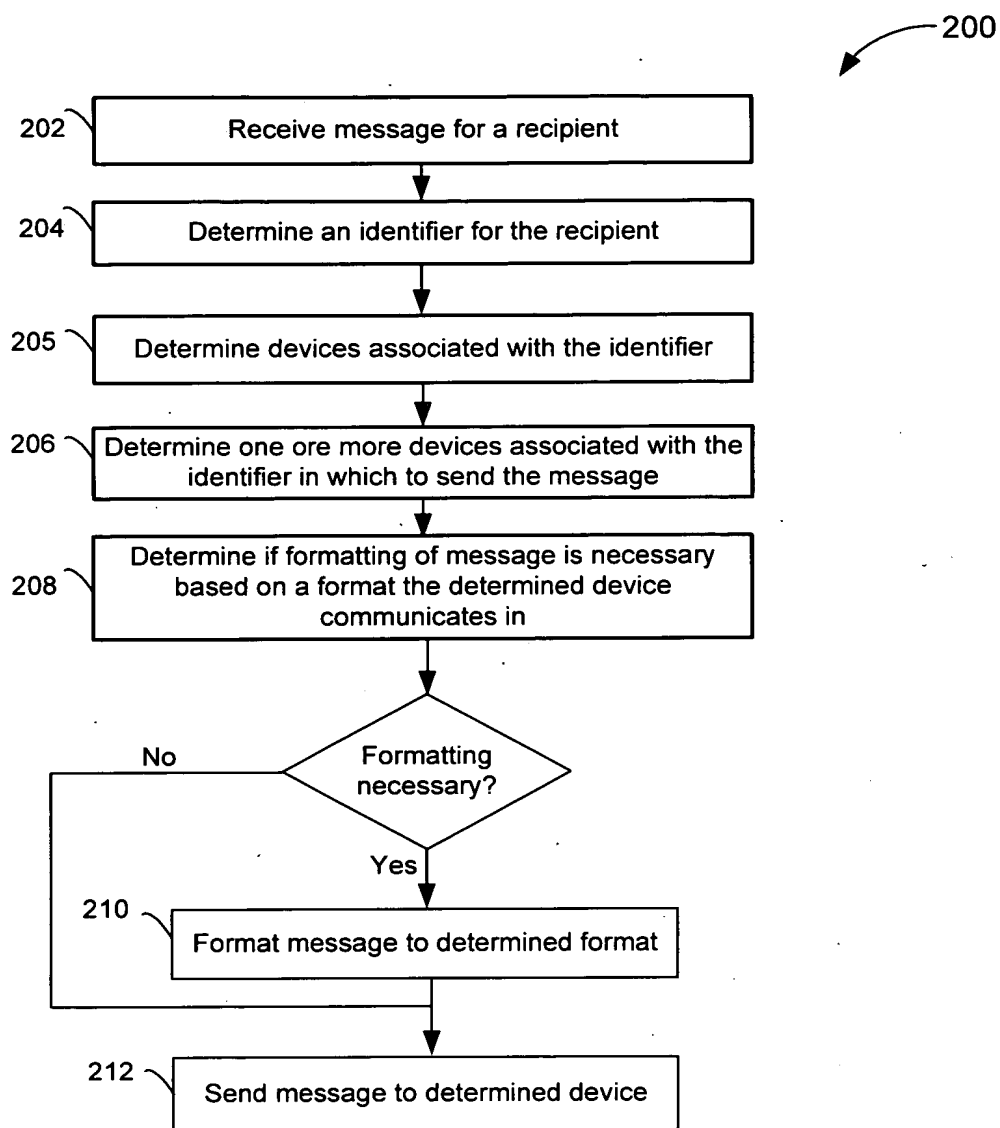 200
202
Receive message for a recipient
204
Determine an identifier for the recipient
205
Determine devices associated with the identifier
206
Determine one ore more devices associated with the
identifier in which to send the message
208
Determine if formatting of message is necessary
based on a format the determined device
communicates in
No
Formatting
necessary?
Yes
210
Format message to determined format
212
Send message to determined device